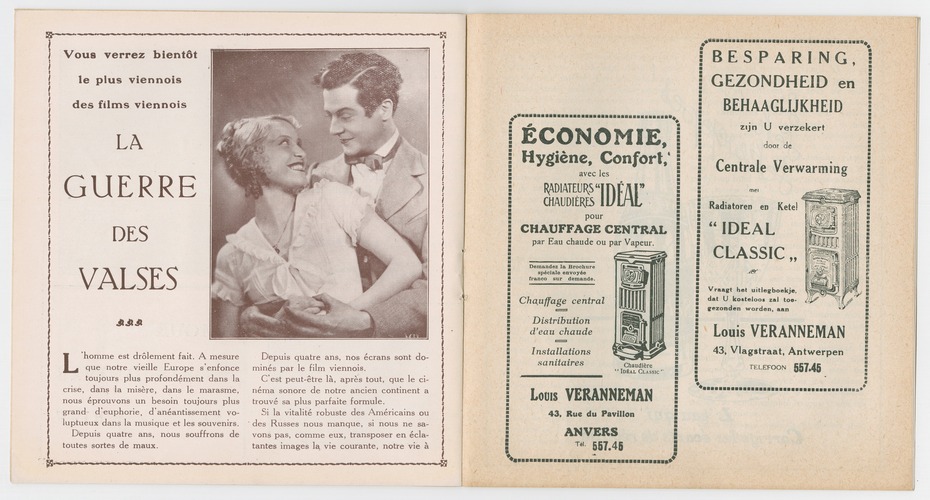 Vous verrez bientôt
le plus viennois
des films viennois
LA
GUERRE
DES
VALSES
L'homme est drôlement fait. A mesure
que notre vieille Europe s'enfonce
toujours plus profondément dans la
crise, dans la misère, dans le marasme,
nous éprouvons un besoin toujours plus
grand d'euphorie, d'anéantissement vo-
luptueux dans la musique et les souvenirs.
Depuis quatre ans, nous souffrons de
toutes sortes de maux.
Depuis quatre ans, nos écrans sont do-
minés par le film viennois.
C'est peut-être là, après tout, que le ci-
néma sonore de notre ancien continent a
trouvé sa plus parfaite formule.
Si la vitalité robuste des Américains ou
des Russes nous manque, si nous ne sa-
vons pas, comme eux, transposer en écla-
tantes images la vie courante, notre vie à
ÉCONOMIE,
Hygiène, Confort,
avec les
RADIATEURS "IDÉAL"
CHAUDIÈRES
pour
CHAUFFAGE CENTRAL
par Eau chaude ou par Vapeur.
Demandez la Brochure
spéciale envoyée
franco sur demande.
Chauffage central
Distribution
d'eau chaude
Installations
sanitaires
Chaudière
"IDEAL CLASSIC"
Louis VERANNEMAN
43, Rue du Pavillon
ANVERS
Tél. 557.45
BESPARING,
GEZONDHEID en
BEHAAGLIJKHEID
zijn U verzekert
door de
Centrale Verwarming
met
Radiatoren en Ketel
"IDEAL
CLASSIC„
Vraagt het uitlegboekje,
dat U kosteloos zal toe-
gezonden worden, aan
Louis VERANNEMAN
43, Vlagstraat, Antwerpen
TELEFOON 557.45